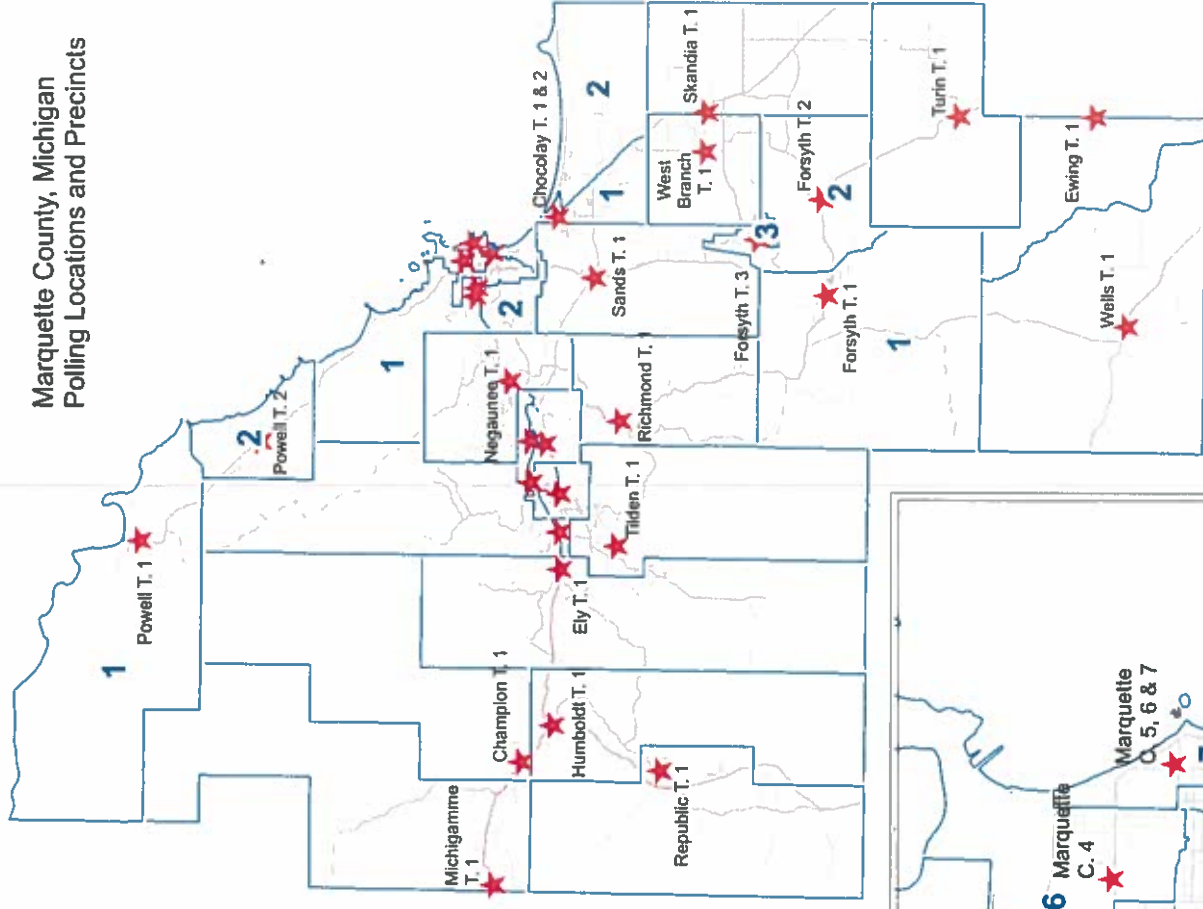 Marquette County, Michigan
Polling Locations and Precincts
Powell T. 1
1
2
Powell T. 2
1
2
Chocolay T. 1 & 2
2
1
Skandia T. 1
West
Branch
T. 1
Sands T. 1
Negaunee T. 1
Richmond T. 1
Tilden T. 1
Ely T. 1
Champion T. 1
Humboldt T. 1
Michigamme
T. 1
Republic T. 1
Forsyth T. 3
3
Forsyth T. 2
2
Forsyth T. 1
1
Turin T. 1
Ewing T. 1
Wells T. 1
Marquette
C. 5, 6 & 7
Marquette
C. 4
6